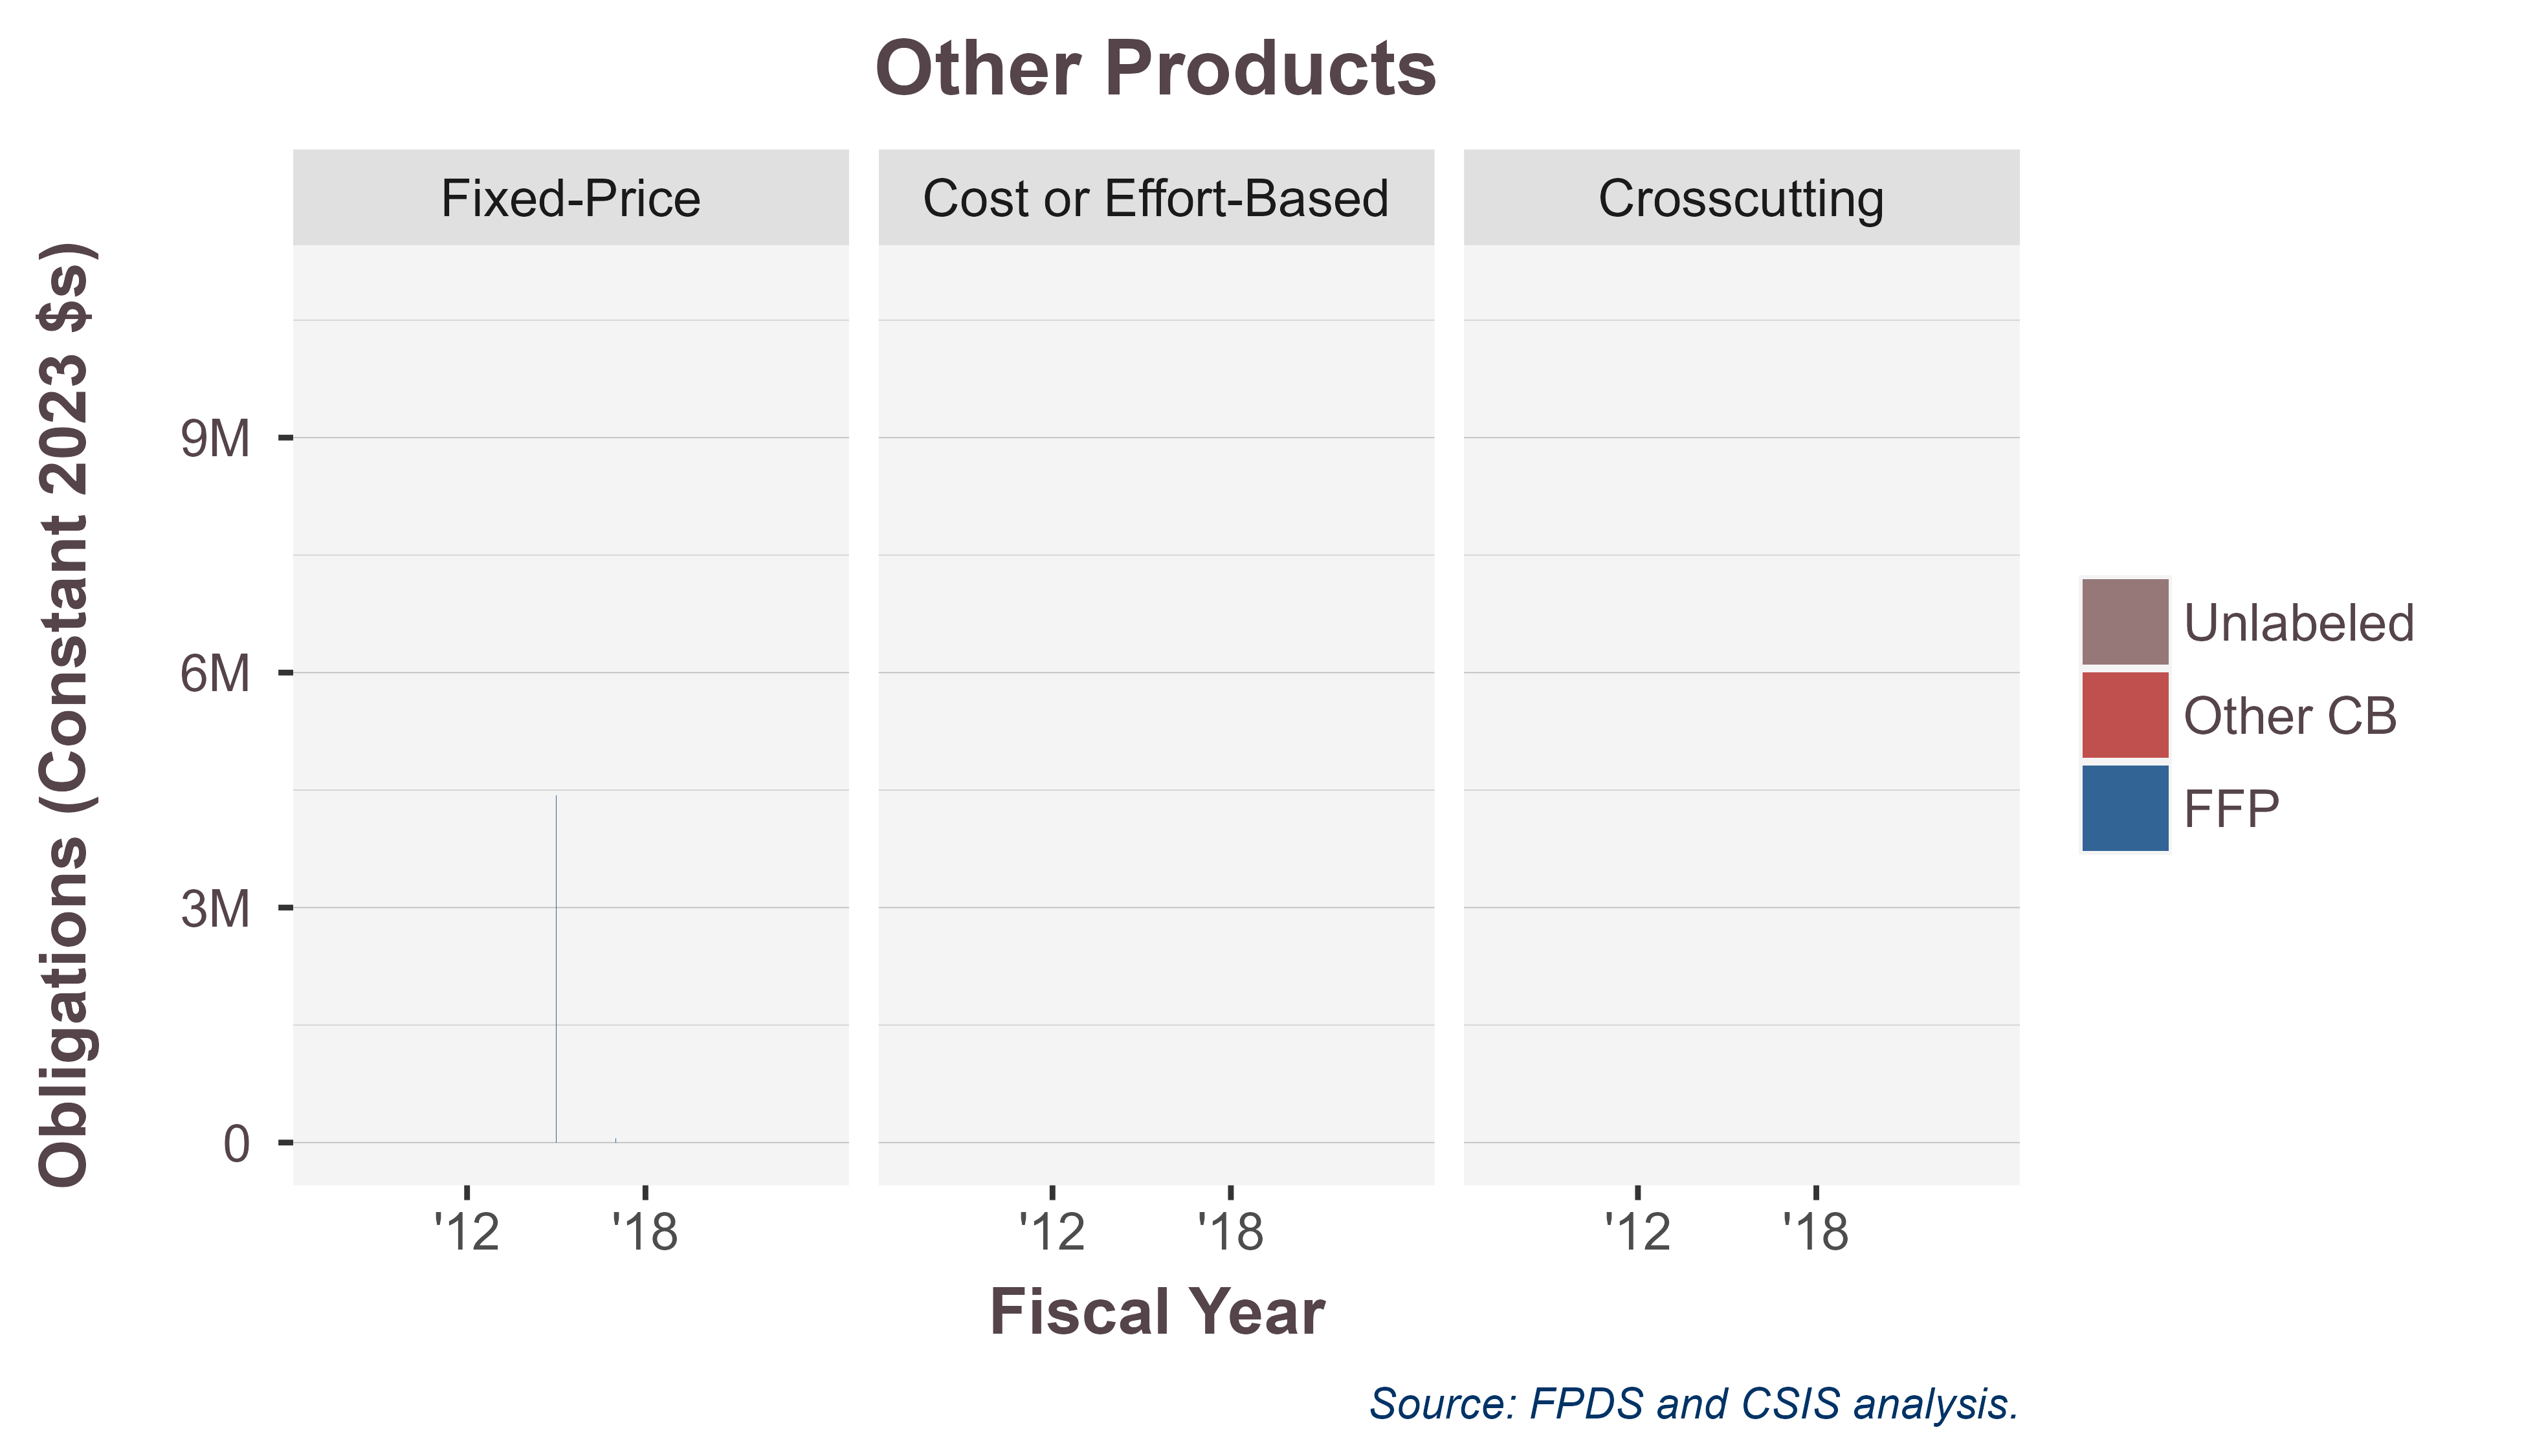 Other Products
Fixed-Price
Cost or Effort-Based
Crosscutting
Obligations (Constant 2023 $s)
9M
6M
3M
0
'12
'18
'12
'18
'12
'18
Fiscal Year
Unlabeled
Other CB
FFP
Source: FPDS and CSIS analysis.